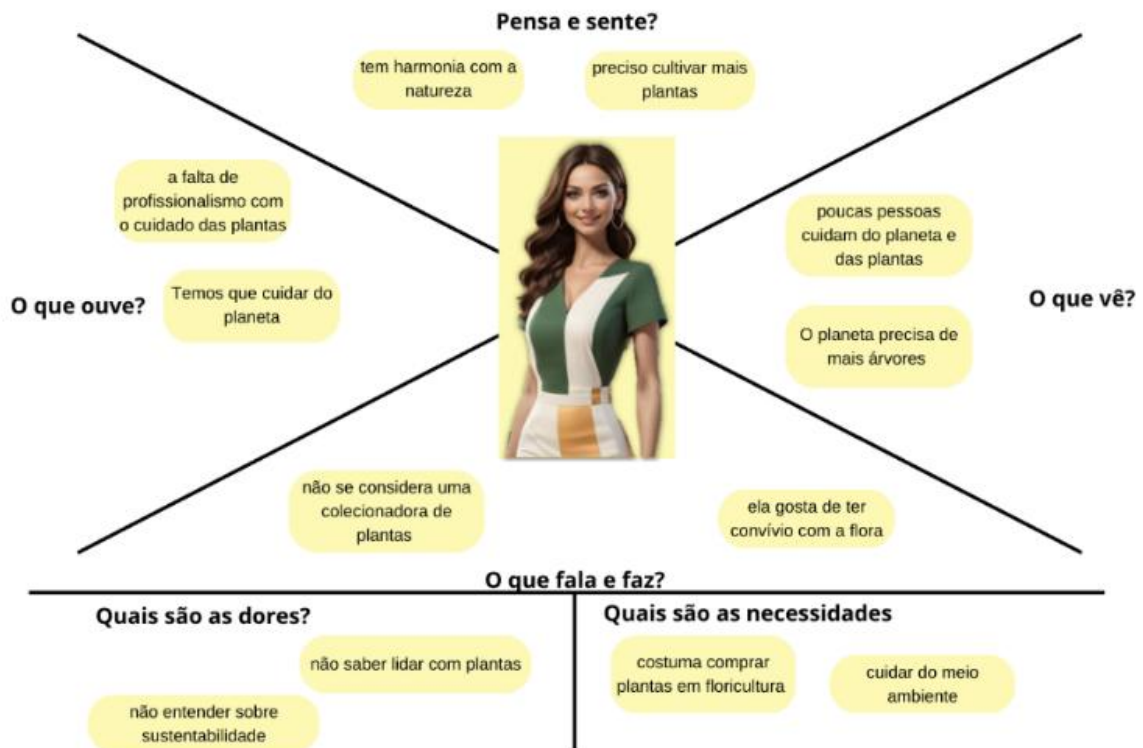 Pensa e sente?
tem harmonia com a
natureza
preciso cultivar mais
plantas
a falta de
profissionalismo com
o cuidado das plantas
O que ouve?
Temos que cuidar do
planeta
poucas pessoas
cuidam do planeta e
das plantas
O que vê?
O planeta precisa de
mais árvores
não se considera uma
colecionadora de
plantas
ela gosta de ter
convívio com a flora
O que fala e faz?
Quais são as dores?
não saber lidar com plantas
não entender sobre
sustentabilidade
Quais são as necessidades
costuma comprar
plantas em floricultura
cuidar do meio
ambiente